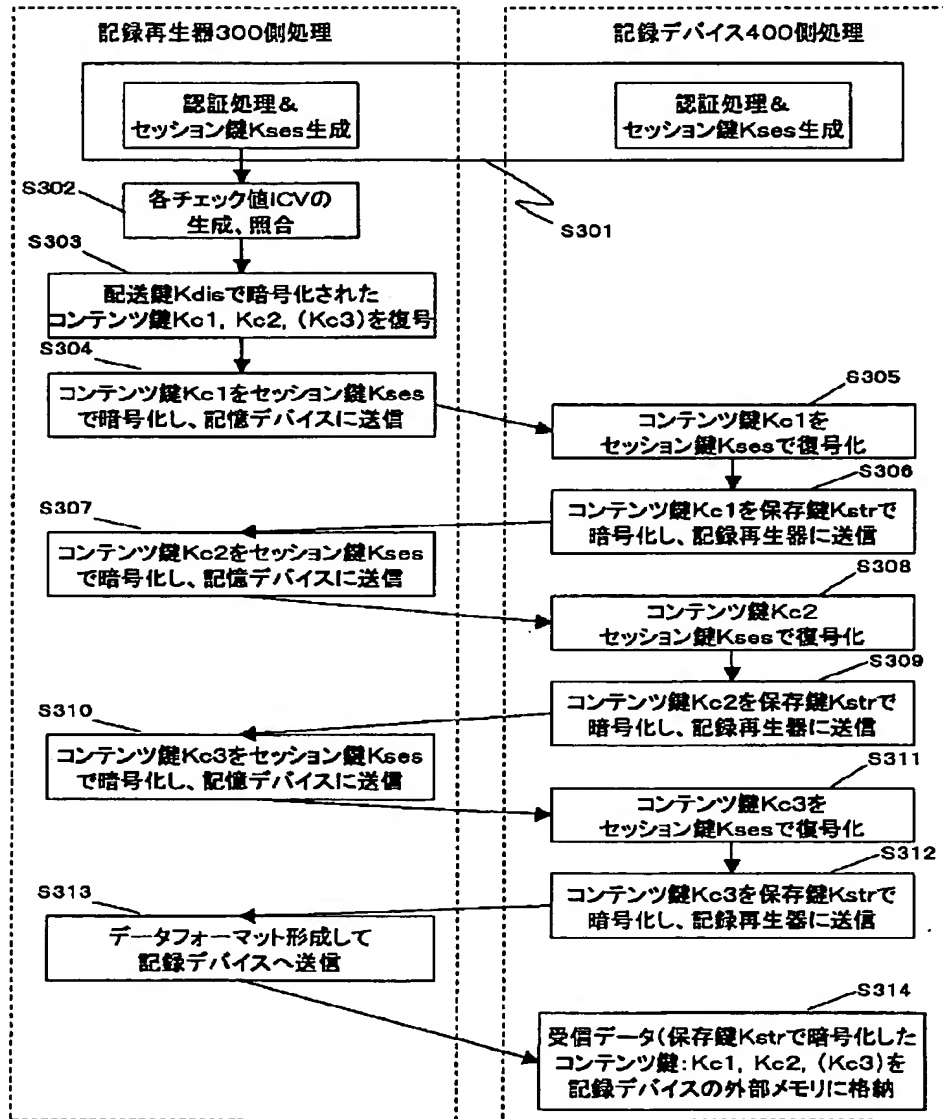 記録再生器300側処理
記録デバイス400側処理
認証処理&
セッション鍵Kses生成
認証処理&
セッション鍵Kses生成
S301
S302
各チェック値ICVの
生成、照合
S303
配送鍵Kdisで暗号化された
コンテンツ鍵Kc1, Kc2, (Kc3)を復号
S304
コンテンツ鍵Kc1をセッション鍵Kses
で暗号化し、記憶デバイスに送信
S305
コンテンツ鍵Kc1を
セッション鍵Ksesで復号化
S306
コンテンツ鍵Kc1を保存鍵Kstrで
暗号化し、記録再生器に送信
S307
コンテンツ鍵Kc2をセッション鍵Kses
で暗号化し、記憶デバイスに送信
S308
コンテンツ鍵Kc2
セッション鍵Ksesで復号化
S309
コンテンツ鍵Kc2を保存鍵Kstrで
暗号化し、記録再生器に送信
S310
コンテンツ鍵Kc3をセッション鍵Kses
で暗号化し、記憶デバイスに送信
S311
コンテンツ鍵Kc3を
セッション鍵Ksesで復号化
S312
コンテンツ鍵Kc3を保存鍵Kstrで
暗号化し、記録再生器に送信
S313
データフォーマット形成して
記録デバイスへ送信
S314
受信データ(保存鍵Kstrで暗号化した
コンテンツ鍵:Kc1, Kc2, (Kc3)を
記録デバイスの外部メモリに格納